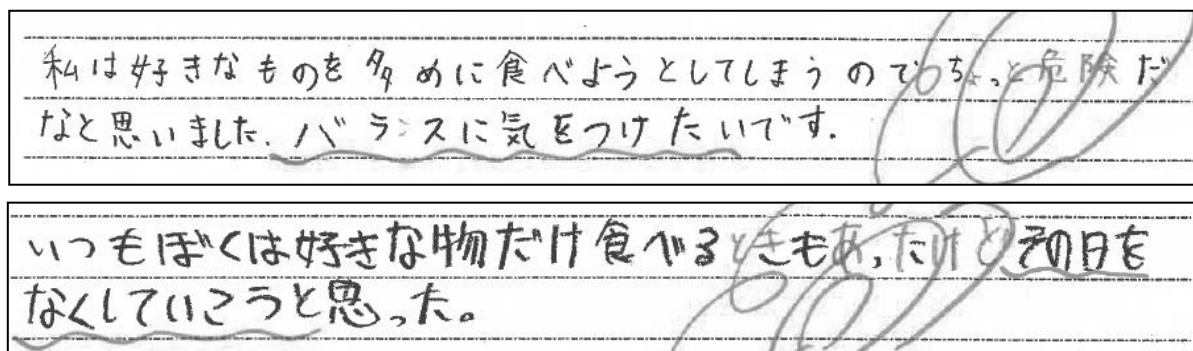 私は好きなものを多めに食べようとしてしまうのでちょっと危険だ
なと思いました.バランスに気をつけたいです.
いつもぼくは好きな物だけ食べるときもあったけどその日を
なくしていこうと思った。